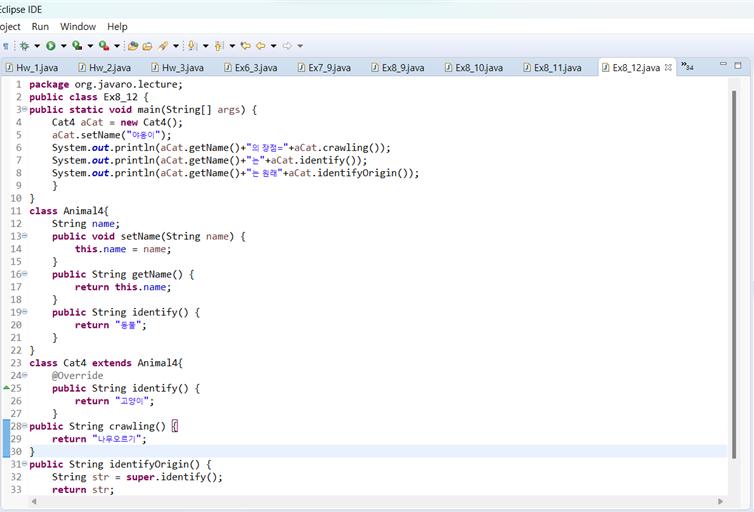 Eclipse IDE
oject Run Window Help
Hw_1.java Hw_2.java Hw_3.java Ex6_3.java Ex7_9.java Ex8_9.java Ex8_10.java Ex8_11.java Ex8_12.java »34
1 package org.javaro.lecture;
2 public class Ex8_12 {
3 public static void main(String[] args) {
4 Cat4 aCat = new Cat4();
5 aCat.setName("야옹이");
6 System.out.println(aCat.getName()+"의 장점="+aCat.crawling());
7 System.out.println(aCat.getName()+"는"+aCat.identify());
8 System.out.println(aCat.getName()+"는 원래"+aCat.identifyOrigin());
9 }
10 }
11 class Animal4{
12 String name;
13 public void setName(String name) {
14 this.name = name;
15 }
16 public String getName() {
17 return this.name;
18 }
19 public String identify() {
20 return "동물";
21 }
22 }
23 class Cat4 extends Animal4{
24 @Override
25 public String identify() {
26 return "고양이";
27 }
28 public String crawling() {
29 return "나무오르기";
30 }
31 public String identifyOrigin() {
32 String str = super.identify();
33 return str;